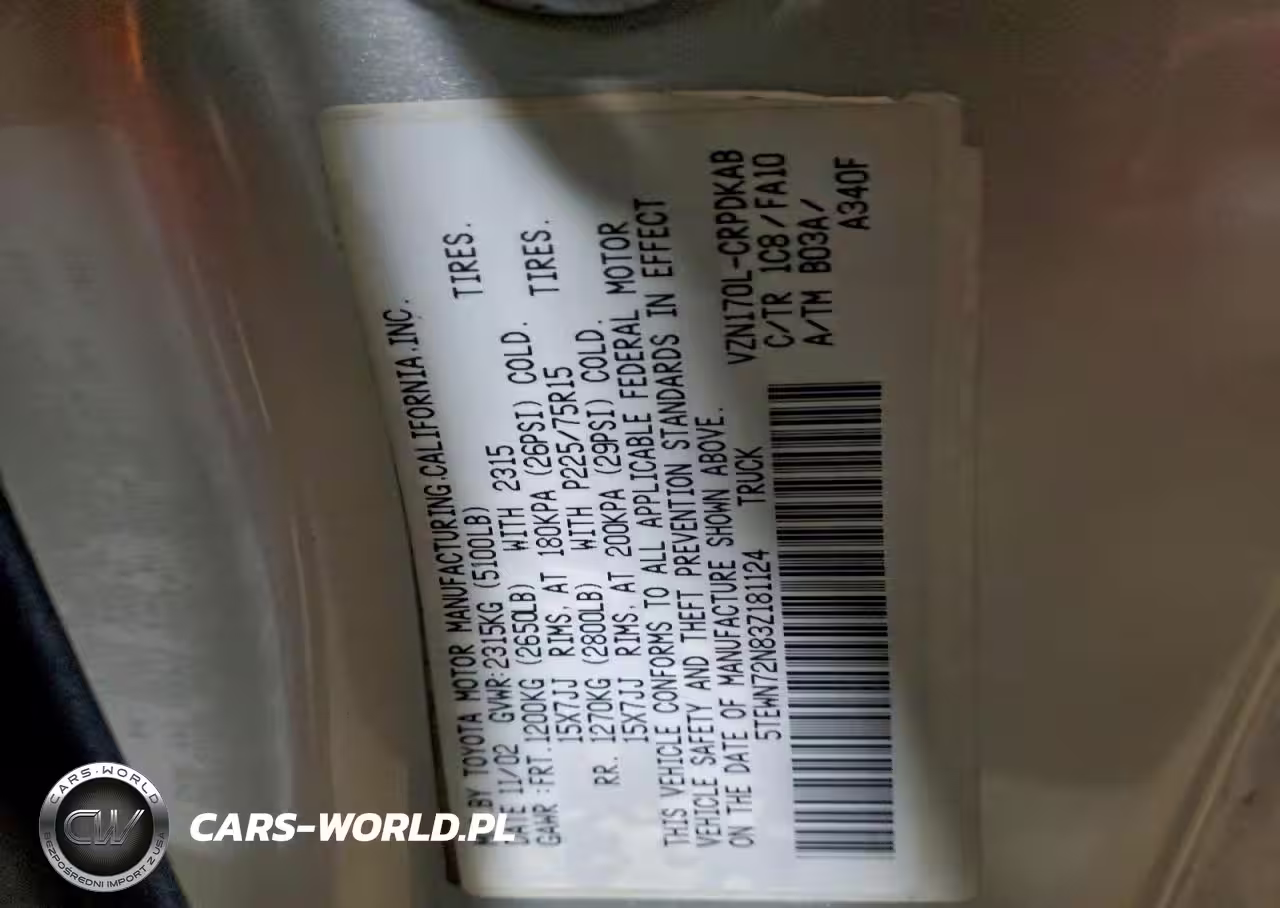 MFD.BY TOYOTA MOTOR MANUFACTURING.CALIFORNIA.INC.
DATE 11/02 GVWR:2315KG (5100LB)
GAWR:FRT.1200KG (2650LB) WITH 2315 TIRES.
15X7JJ RIMS, AT 180KPA (26PSI) COLD.
RR. 1270KG (2800LB) WITH P225/75R15 TIRES.
15X7JJ RIMS, AT 200KPA (29PSI) COLD.
THIS VEHICLE CONFORMS TO ALL APPLICABLE FEDERAL MOTOR
VEHICLE SAFETY AND THEFT PREVENTION STANDARDS IN EFFECT
ON THE DATE OF MANUFACTURE SHOWN ABOVE.
5TEWN72N83Z181124 TRUCK
VZN170L-CRPDKAB
C/TR 1C8/FA10
A/TM B03A/
A340F
CARS-WORLD
CW
BEZPOŚREDNI IMPORT Z USA
CARS-WORLD.PL